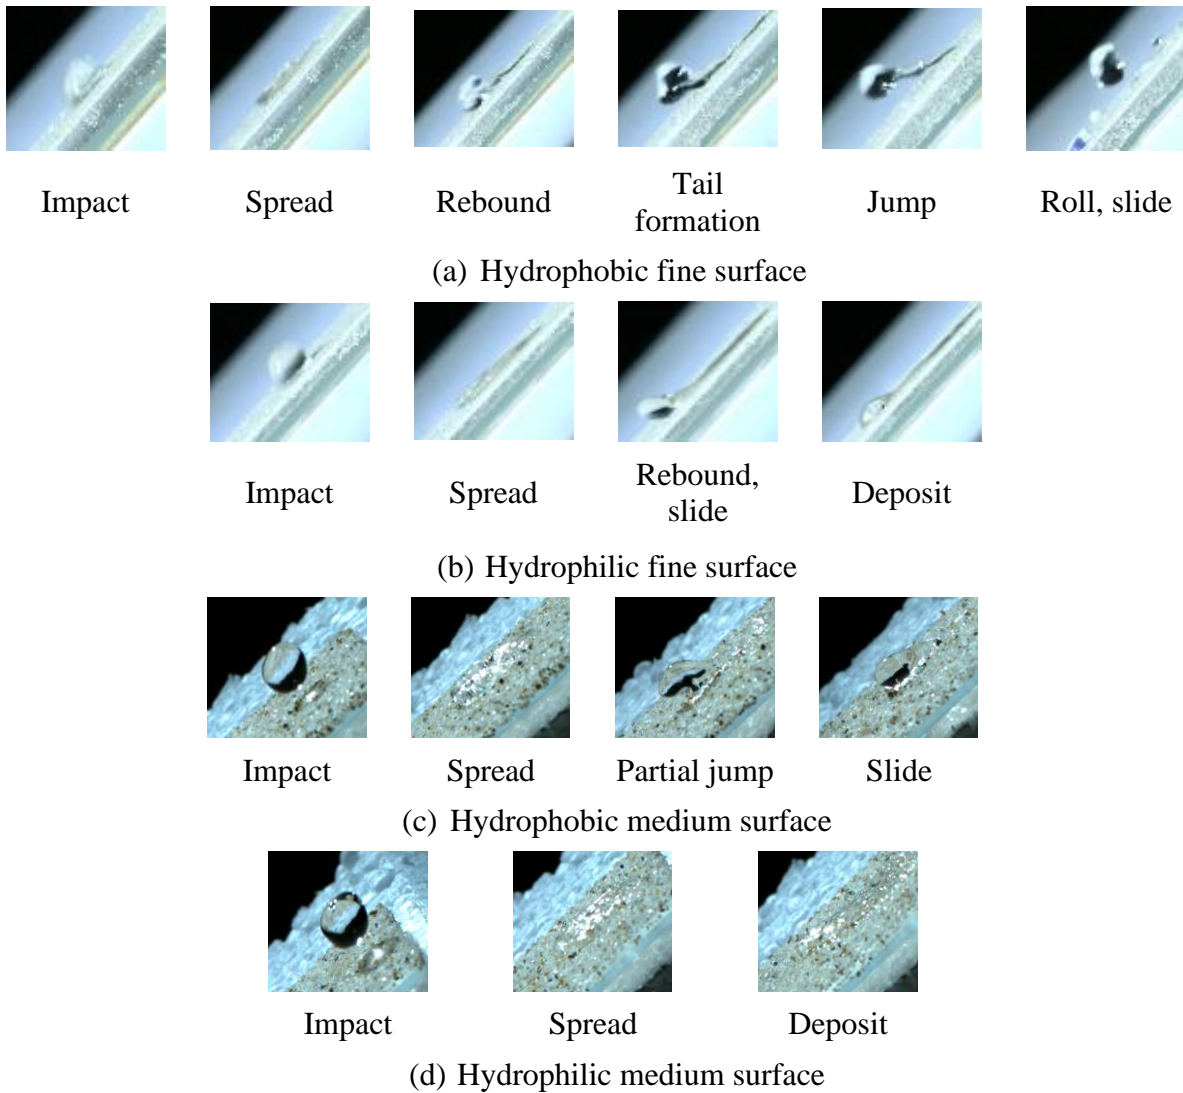 Impact
Spread
Rebound
Tail
formation
Jump
Roll, slide
(a) Hydrophobic fine surface
Impact
Spread
Rebound,
slide
Deposit
(b) Hydrophilic fine surface
Impact
Spread
Partial jump
Slide
(c) Hydrophobic medium surface
Impact
Spread
Deposit
(d) Hydrophilic medium surface